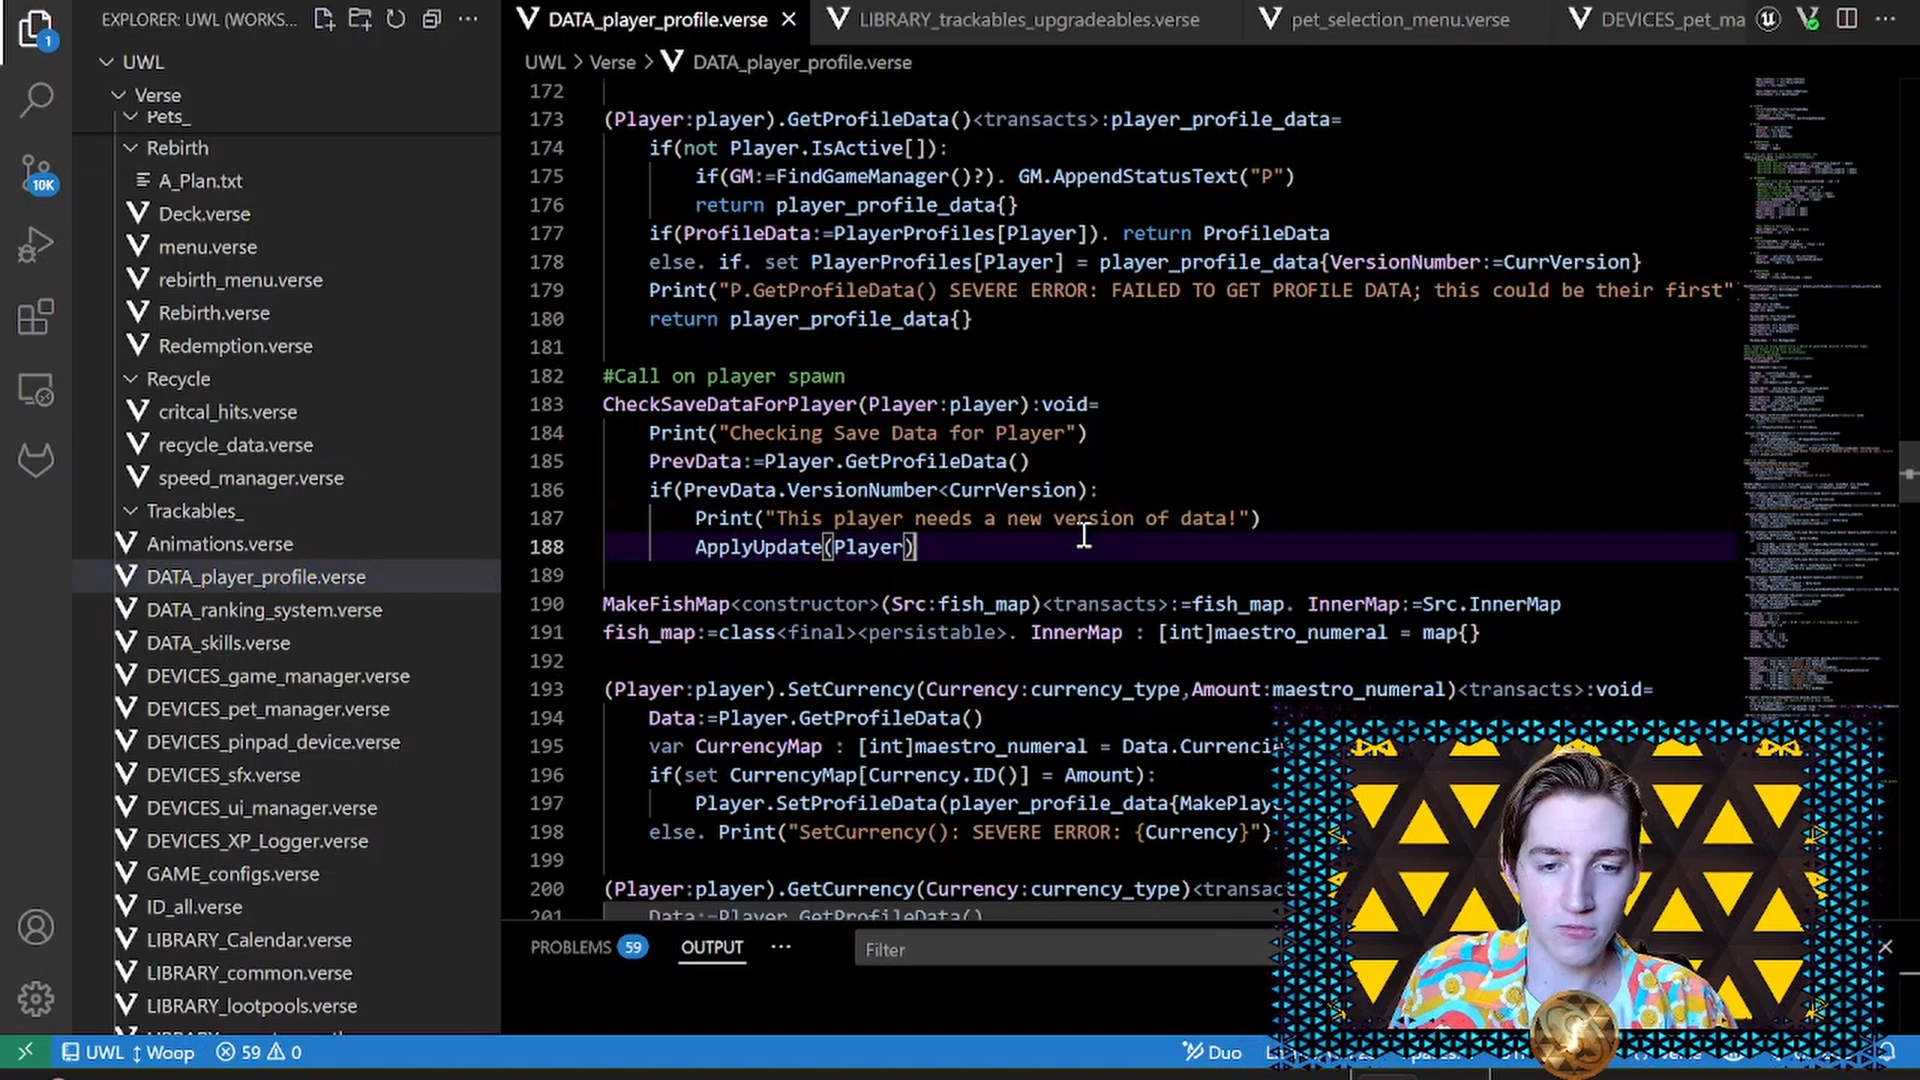 EXPLORER: UWL (WORKS...
UWL
Verse
Pets_
Rebirth
A_Plan.txt
Deck.verse
menu.verse
rebirth_menu.verse
Rebirth.verse
Redemption.verse
Recycle
critcal_hits.verse
recycle_data.verse
speed_manager.verse
Trackables_
Animations.verse
DATA_player_profile.verse
DATA_ranking_system.verse
DATA_skills.verse
DEVICES_game_manager.verse
DEVICES_pet_manager.verse
DEVICES_pinpad_device.verse
DEVICES_sfx.verse
DEVICES_ui_manager.verse
DEVICES_XP_Logger.verse
GAME_configs.verse
ID_all.verse
LIBRARY_Calendar.verse
LIBRARY_common.verse
LIBRARY_lootpools.verse
1
10K
DATA_player_profile.verse
LIBRARY_trackables_upgradeables.verse
pet_selection_menu.verse
DEVICES_pet_ma
UWL > Verse > DATA_player_profile.verse
172
173 (Player:player).GetProfileData()<transacts>:player_profile_data=
174 if(not Player.IsActive[]):
175 if(GM:=FindGameManager()?). GM.AppendStatusText("P")
176 return player_profile_data{}
177 if(ProfileData:=PlayerProfiles[Player]). return ProfileData
178 else. if. set PlayerProfiles[Player] = player_profile_data{VersionNumber:=CurrVersion}
179 Print("P.GetProfileData() SEVERE ERROR: FAILED TO GET PROFILE DATA; this could be their first"
180 return player_profile_data{}
181
182 #Call on player spawn
183 CheckSaveDataForPlayer(Player:player):void=
184 Print("Checking Save Data for Player")
185 PrevData:=Player.GetProfileData()
186 if(PrevData.VersionNumber<CurrVersion):
187 Print("This player needs a new version of data!")
188 ApplyUpdate(Player)
189
190 MakeFishMap<constructor>(Src:fish_map)<transacts>:=fish_map. InnerMap:=Src.InnerMap
191 fish_map:=class<final><persistable>. InnerMap : [int]maestro_numeral = map{}
192
193 (Player:player).SetCurrency(Currency:currency_type,Amount:maestro_numeral)<transacts>:void=
194 Data:=Player.GetProfileData()
195 var CurrencyMap : [int]maestro_numeral = Data.Currenci
196 if(set CurrencyMap[Currency.ID()] = Amount):
197 Player.SetProfileData(player_profile_data{MakePlaye
198 else. Print("SetCurrency(): SEVERE ERROR: {Currency}")
199
200 (Player:player).GetCurrency(Currency:currency_type)<transact
201 Data:=Player.GetProfileData()
PROBLEMS 59 OUTPUT ···
Filter
UWL Woop 59 0
Duo